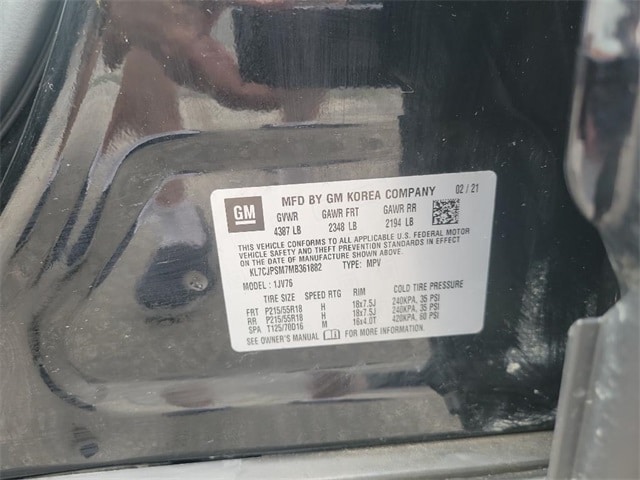 GM
MFD BY GM KOREA COMPANY 02 / 21
GVWR GAWR FRT GAWR RR
4387 LB 2348 LB 2194 LB
THIS VEHICLE CONFORMS TO ALL APPLICABLE U.S. FEDERAL MOTOR
VEHICLE SAFETY AND THEFT PREVENTION STANDARDS IN EFFECT
ON THE DATE OF MANUFACTURE SHOWN ABOVE.
KL7CJPSM7MB361882 TYPE: MPV
MODEL : 1JV76
TIRE SIZE SPEED RTG RIM COLD TIRE PRESSURE
FRT P215/55R18 H 18x7.5J 240KPA, 35 PSI
RR P215/55R18 H 18x7.5J 240KPA, 35 PSI
SPA T125/70D16 M 16x4.0T 420KPA, 60 PSI
SEE OWNER'S MANUAL FOR MORE INFORMATION.